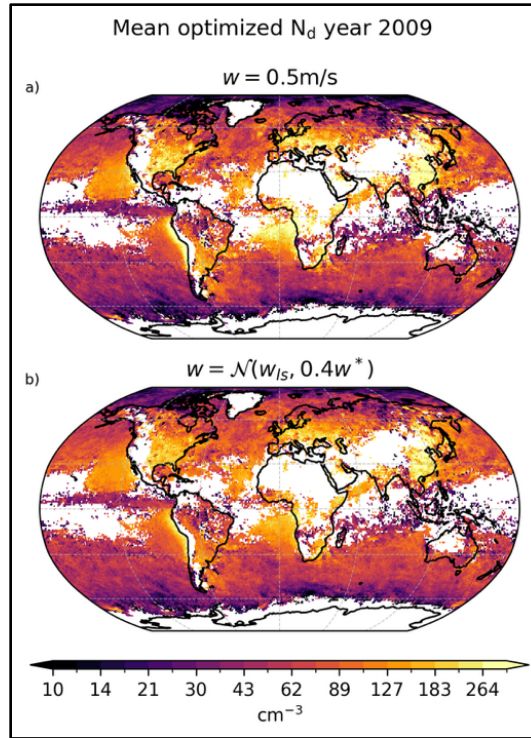 Mean optimized N_d year 2009
a)
w = 0.5m/s
b)
w = 𝒩(w_ls, 0.4w*)
10 14 21 30 43 62 89 127 183 264
cm⁻³